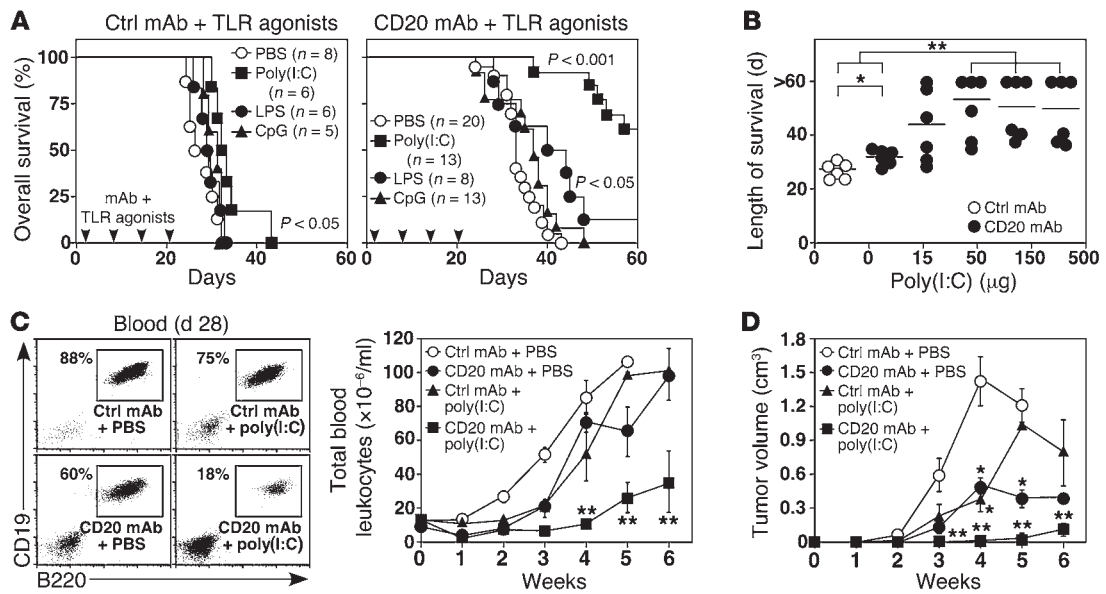 A
Ctrl mAb + TLR agonists
CD20 mAb + TLR agonists
Overall survival (%)
100
80
60
40
20
0
PBS (n = 8)
Poly(I:C)
(n = 6)
LPS (n = 6)
CpG (n = 5)
mAb +
TLR agonists
P < 0.05
0 20 40 60
Days
P < 0.001
PBS (n = 20)
Poly(I:C)
(n = 13)
LPS (n = 8)
CpG (n = 13)
P < 0.05
20 40 60
Days
B
Length of survival (d)
>60
40
20
0
**
*
Ctrl mAb
CD20 mAb
0 0 15 50 150 500
Poly(I:C) (μg)
C
Blood (d 28)
88%
Ctrl mAb
+ PBS
75%
Ctrl mAb
+ poly(I:C)
60%
CD20 mAb
+ PBS
18%
CD20 mAb
+ poly(I:C)
CD19
B220
Total blood
leukocytes (×10⁻⁶/ml)
120
100
80
60
40
20
0
Ctrl mAb + PBS
CD20 mAb + PBS
Ctrl mAb +
poly(I:C)
CD20 mAb +
poly(I:C)
** ** **
0 1 2 3 4 5 6
Weeks
D
Tumor volume (cm³)
1.8
1.5
1.2
0.9
0.6
0.3
0
Ctrl mAb + PBS
CD20 mAb + PBS
Ctrl mAb +
poly(I:C)
CD20 mAb +
poly(I:C)
* *
*
** ** ** **
0 1 2 3 4 5 6
Weeks